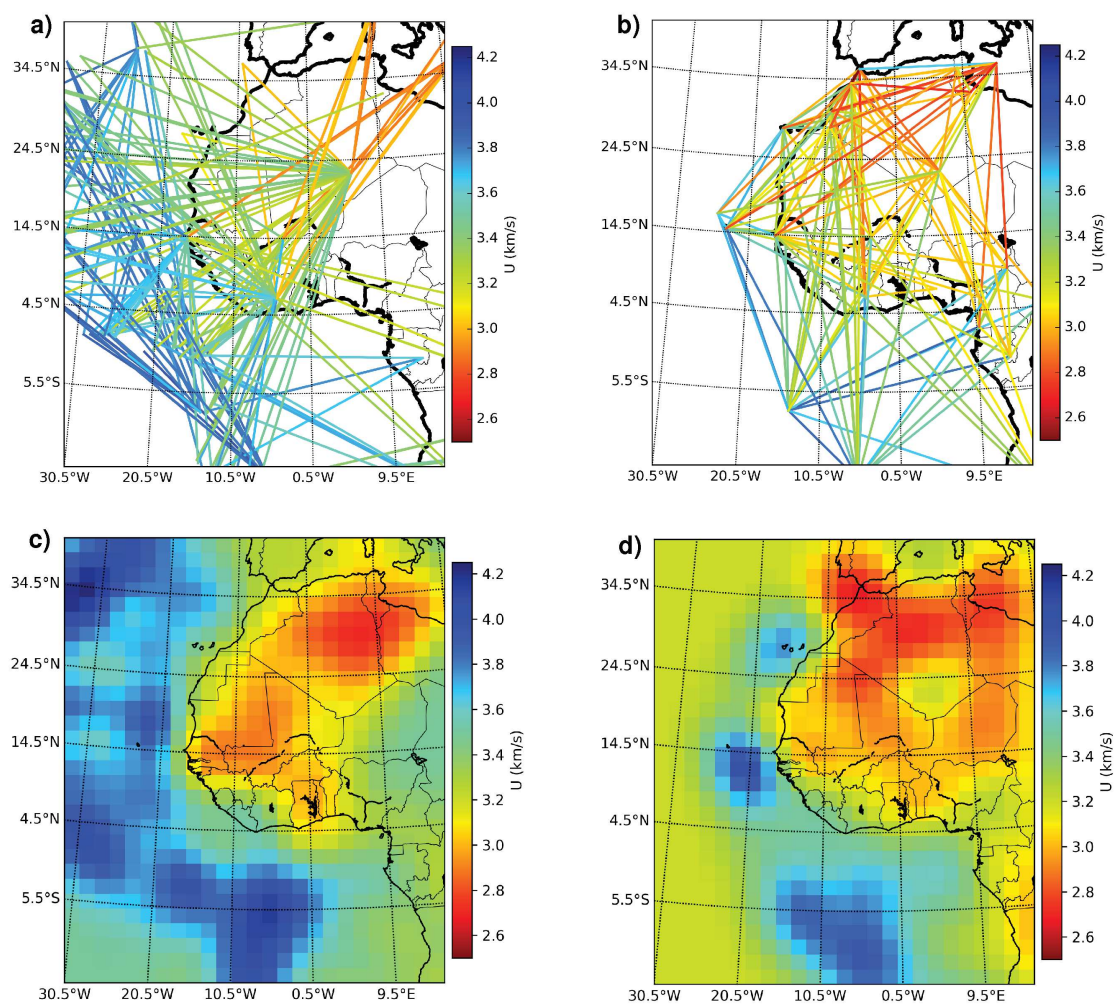 a)
34.5°N
24.5°N
14.5°N
4.5°N
5.5°S
30.5°W
20.5°W
10.5°W
0.5°W
9.5°E
4.2
4.0
3.8
3.6
3.4
3.2
3.0
2.8
2.6
U (km/s)
b)
34.5°N
24.5°N
14.5°N
4.5°N
5.5°S
30.5°W
20.5°W
10.5°W
0.5°W
9.5°E
4.2
4.0
3.8
3.6
3.4
3.2
3.0
2.8
2.6
U (km/s)
c)
34.5°N
24.5°N
14.5°N
4.5°N
5.5°S
30.5°W
20.5°W
10.5°W
0.5°W
9.5°E
4.2
4.0
3.8
3.6
3.4
3.2
3.0
2.8
2.6
U (km/s)
d)
34.5°N
24.5°N
14.5°N
4.5°N
5.5°S
30.5°W
20.5°W
10.5°W
0.5°W
9.5°E
4.2
4.0
3.8
3.6
3.4
3.2
3.0
2.8
2.6
U (km/s)